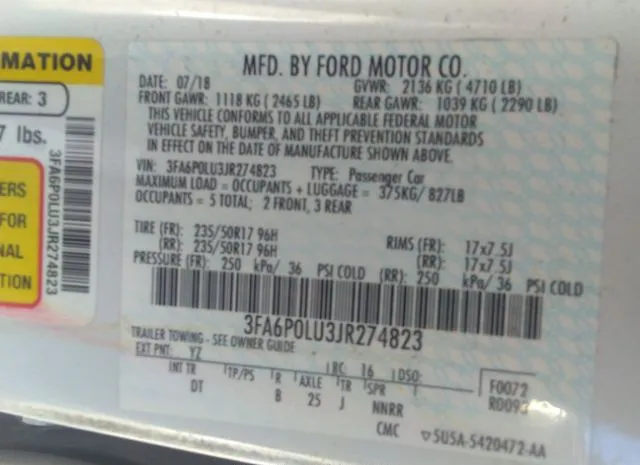 MATION
REAR: 3
7 lbs.
3FA6P0LU3JR274823
ERS
FOR
NAL
TION
MFD. BY FORD MOTOR CO.
DATE: 07/18 GVWR: 2136 KG (4710 LB)
FRONT GAWR: 1118 KG (2465 LB) REAR GAWR: 1039 KG (2290 LB)
THIS VEHICLE CONFORMS TO ALL APPLICABLE FEDERAL MOTOR
VEHICLE SAFETY, BUMPER, AND THEFT PREVENTION STANDARDS
IN EFFECT ON THE DATE OF MANUFACTURE SHOWN ABOVE.
VIN: 3FA6P0LU3JR274823 TYPE: Passenger Car
MAXIMUM LOAD = OCCUPANTS + LUGGAGE = 375KG/ 827LB
OCCUPANTS = 5 TOTAL; 2 FRONT, 3 REAR
TIRE (FR): 235/50R17 96H RIMS (FR): 17x7.5J
(RR): 235/50R17 96H (RR): 17x7.5J
PRESSURE (FR): 250 kPa/ 36 PSI COLD (RR): 250 kPa/ 36 PSI COLD
3FA6P0LU3JR274823
TRAILER TOWING - SEE OWNER GUIDE
EXT PNT: YZ RC: 16 DSO:
INT TR TP/PS R AXLE TR SPR F0072
DT B 25 J NNRR
CMC ▽5U5A-5420472-AA